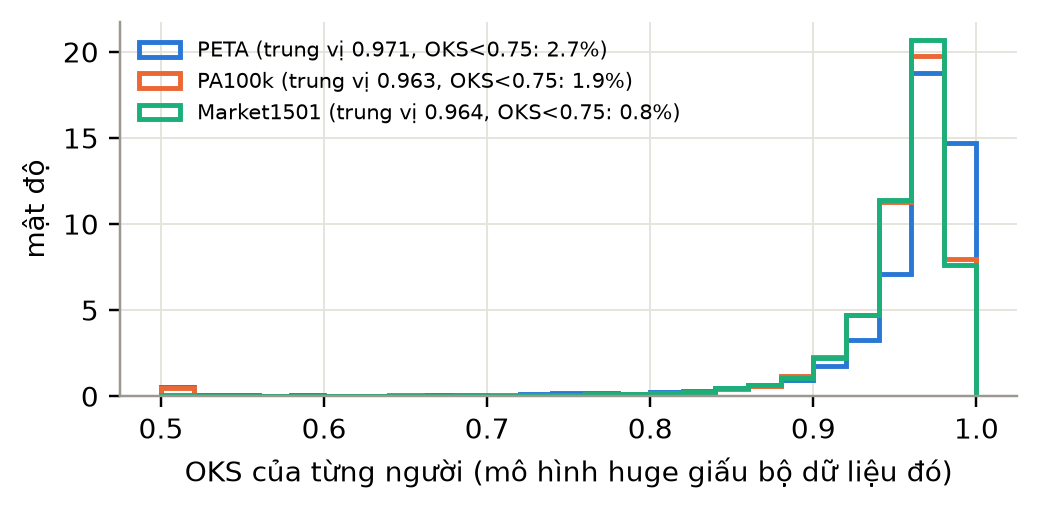 PETA (trung vị 0.971, OKS<0.75: 2.7%)
PA100k (trung vị 0.963, OKS<0.75: 1.9%)
Market1501 (trung vị 0.964, OKS<0.75: 0.8%)
mật độ
20
15
10
5
0
0.5 0.6 0.7 0.8 0.9 1.0
OKS của từng người (mô hình huge giấu bộ dữ liệu đó)